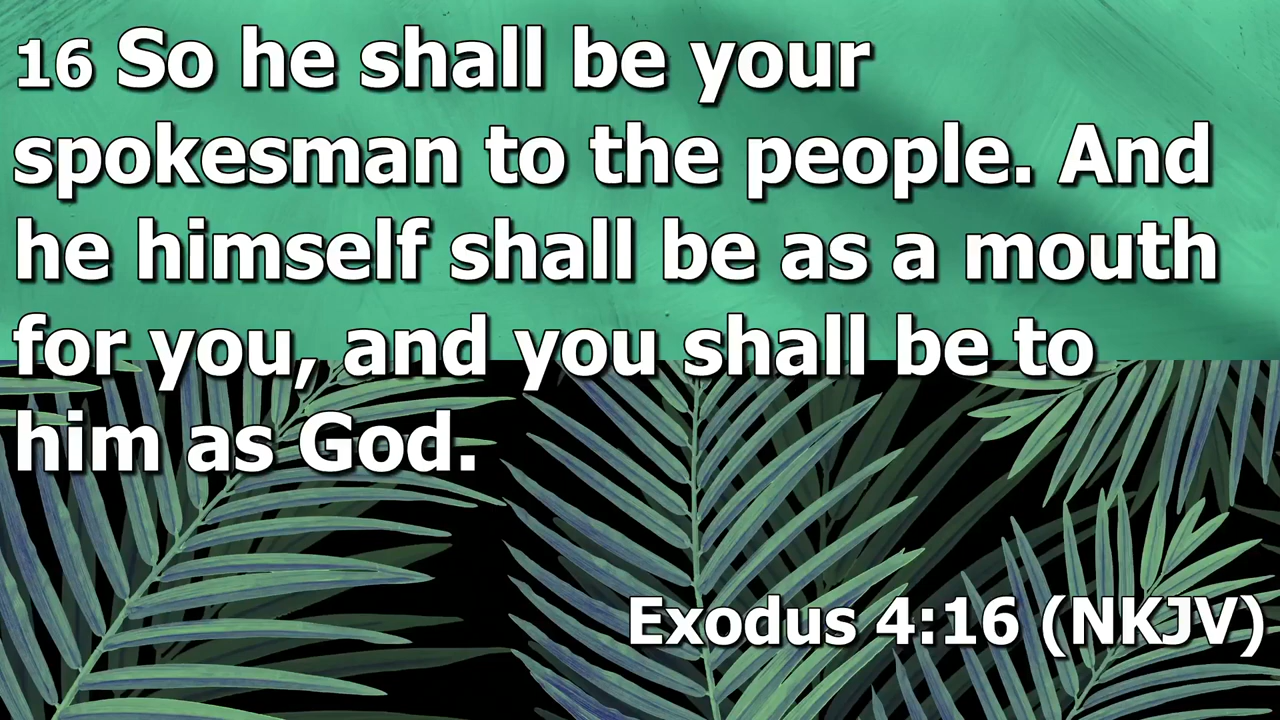 16 So he shall be your
spokesman to the people. And
he himself shall be as a mouth
for you, and you shall be to
him as God.
Exodus 4:16 (NKJV)